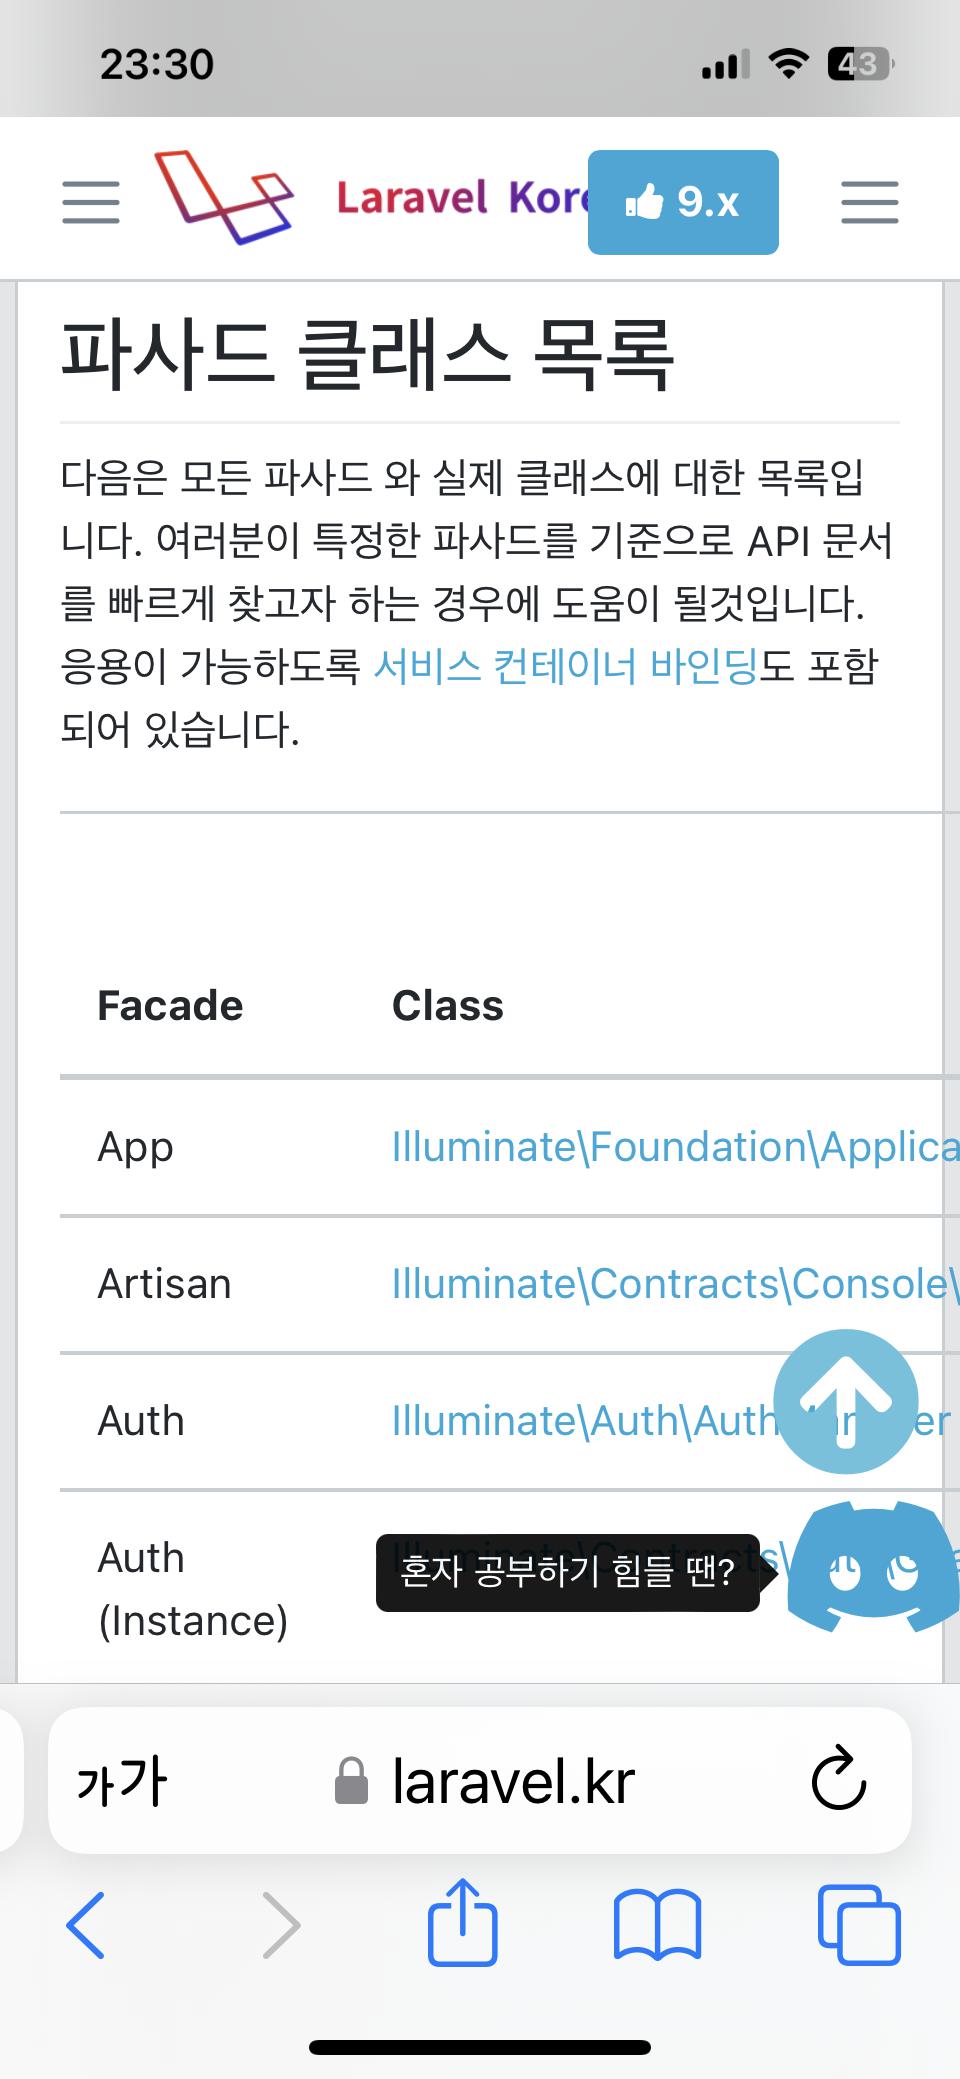 23:30
43
Laravel Kore
9.x
파사드 클래스 목록
다음은 모든 파사드 와 실제 클래스에 대한 목록입
니다. 여러분이 특정한 파사드를 기준으로 API 문서
를 빠르게 찾고자 하는 경우에 도움이 될것입니다.
응용이 가능하도록 서비스 컨테이너 바인딩도 포함
되어 있습니다.
Facade Class
App Illuminate\Foundation\Applica
Artisan Illuminate\Contracts\Console\
Auth Illuminate\Auth\Auth
Auth
(Instance)
혼자 공부하기 힘들 땐?
가가 laravel.kr